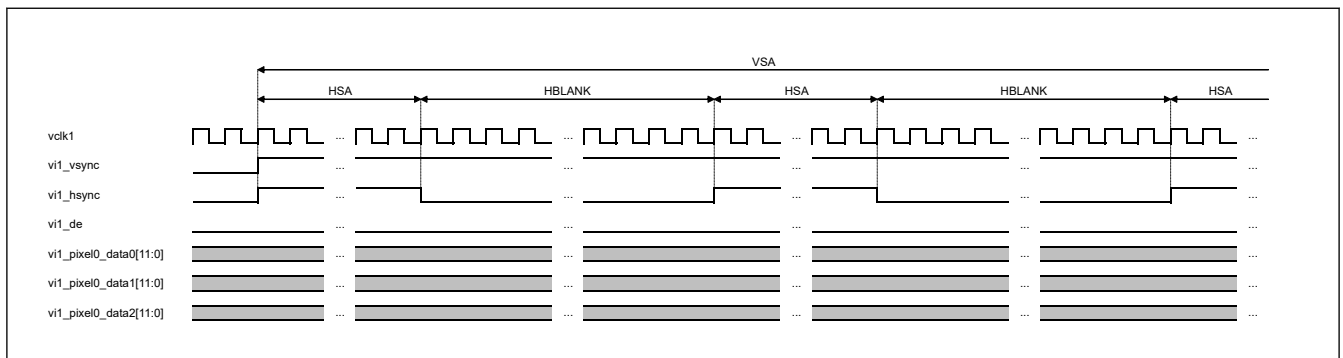 VSA
HSA HBLANK HSA HBLANK HSA
vclk1 ... ... ... ... ...
vi1_vsync ... ... ... ... ...
vi1_hsync ... ... ... ... ...
vi1_de ... ... ... ... ...
vi1_pixel0_data0[11:0] ... ... ... ... ...
vi1_pixel0_data1[11:0] ... ... ... ... ...
vi1_pixel0_data2[11:0] ... ... ... ... ...